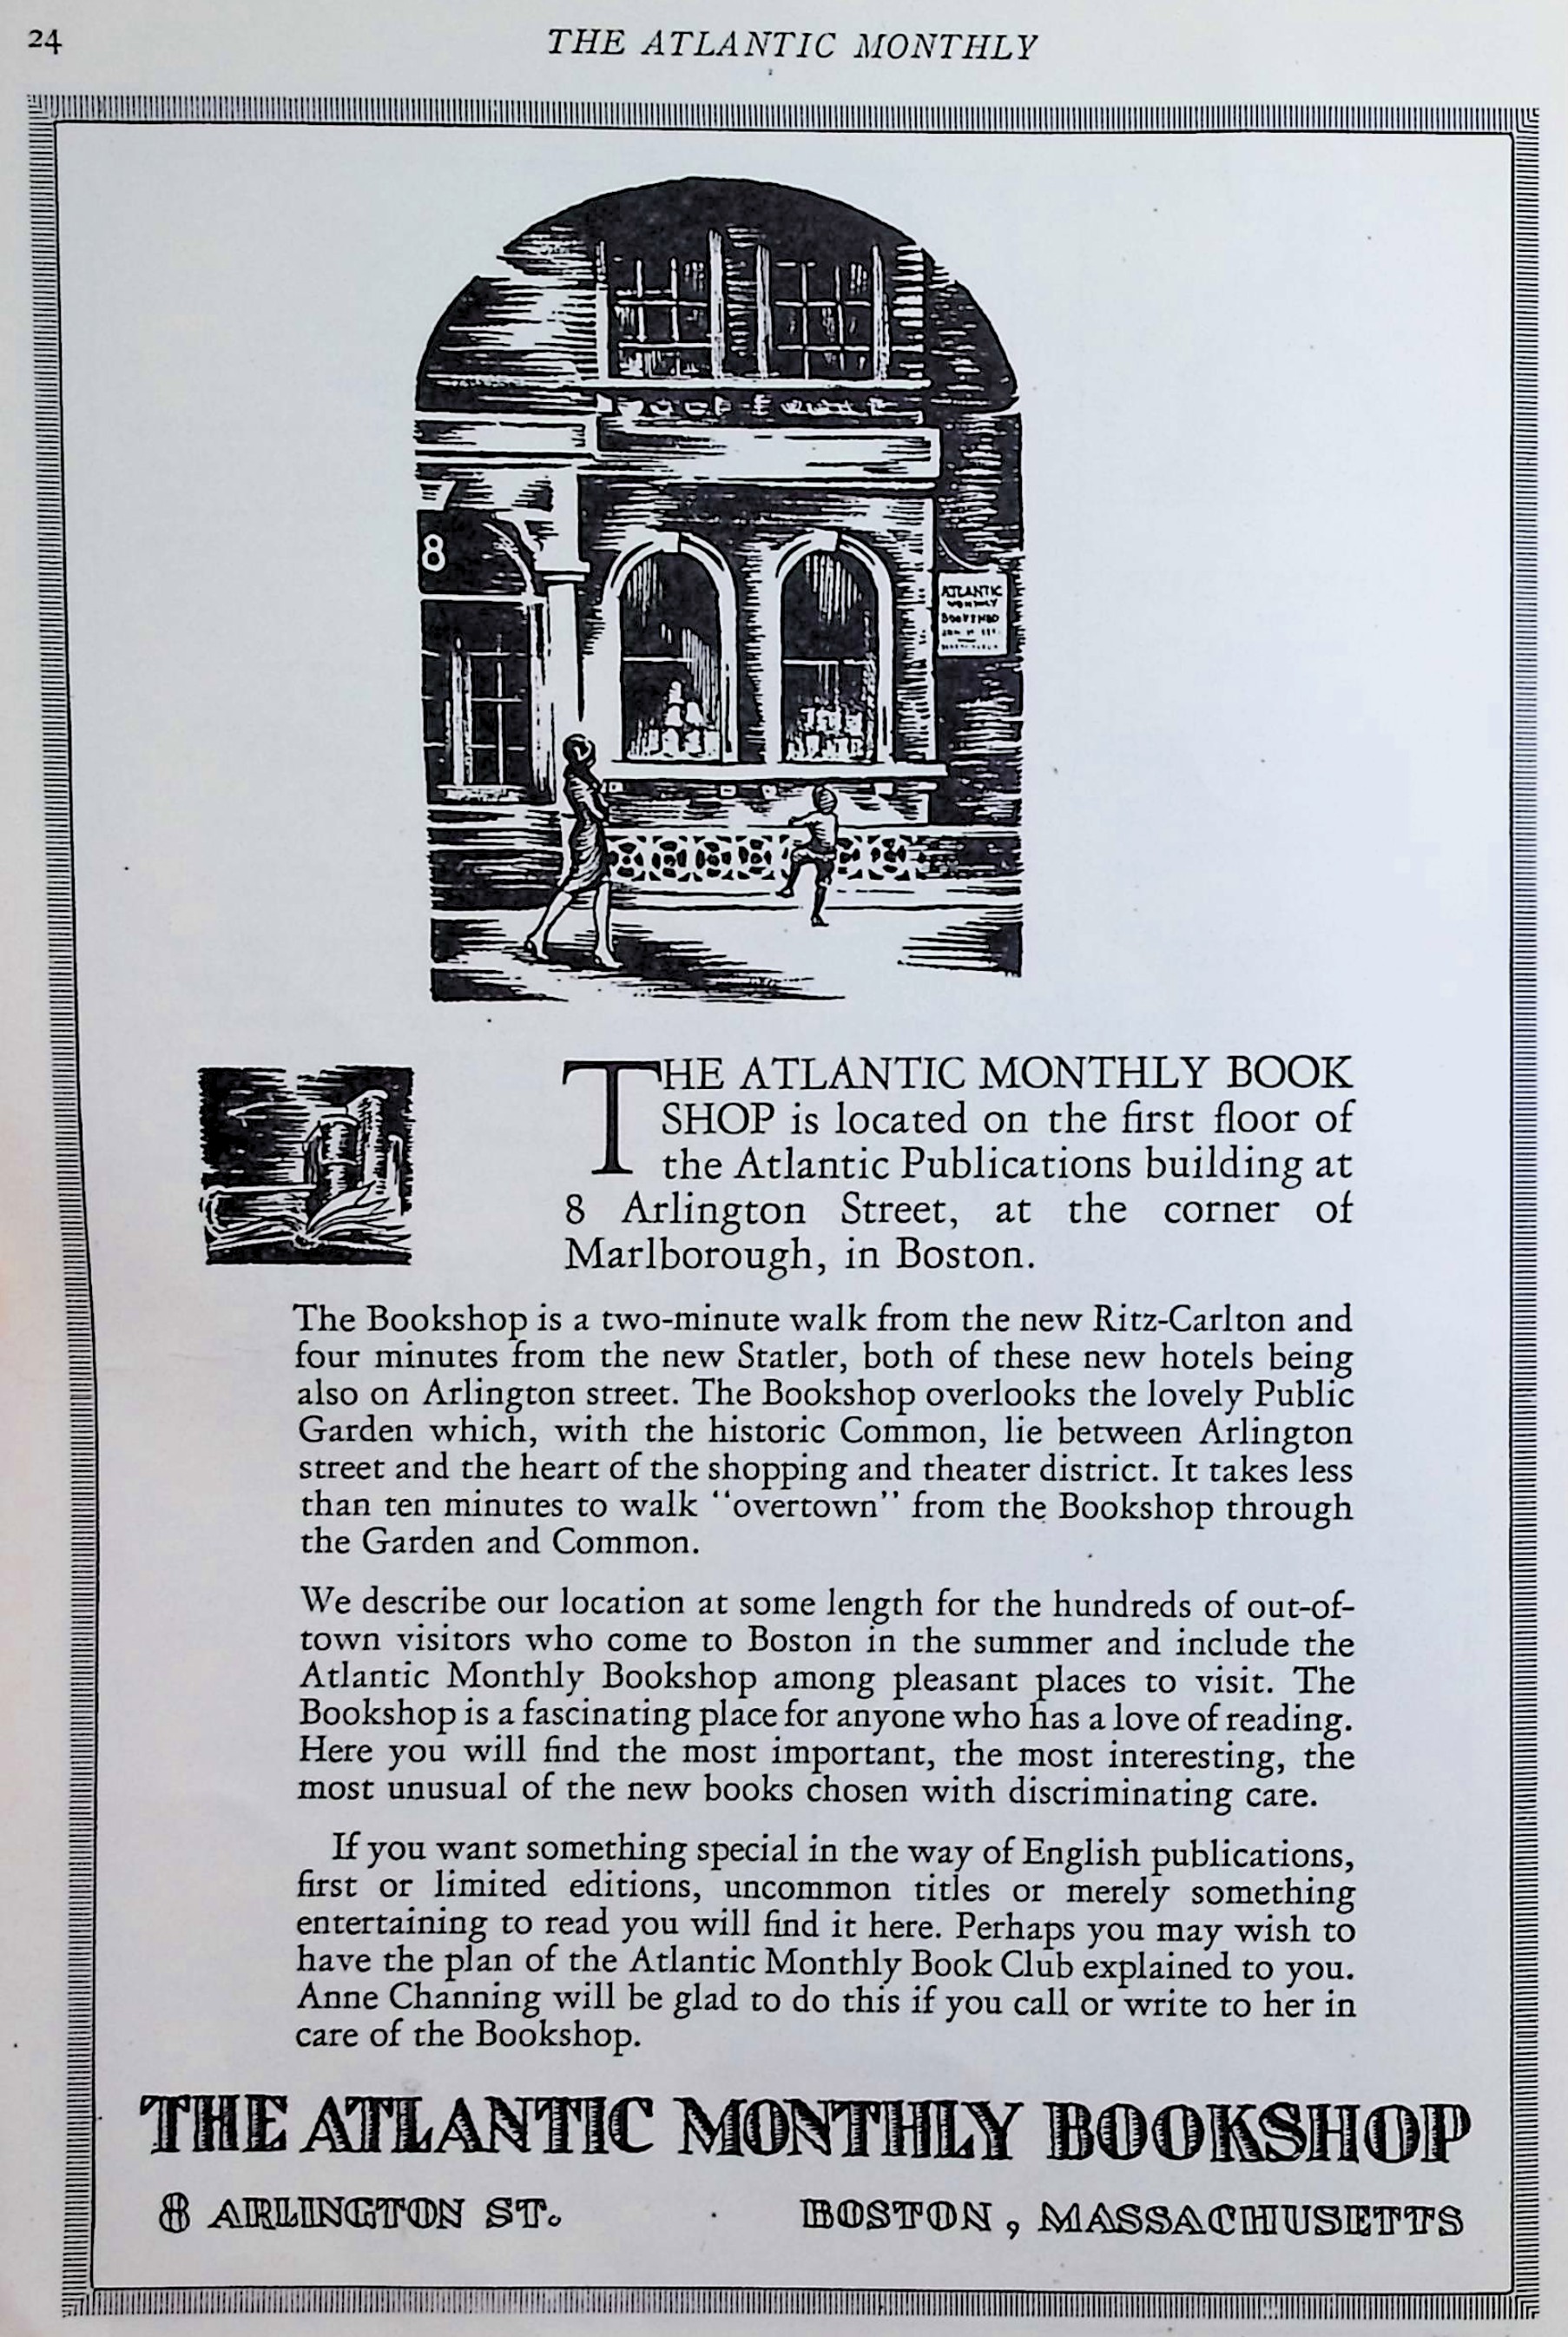 24
THE ATLANTIC MONTHLY
8
ATLANTIC
MONTHLY
THE ATLANTIC MONTHLY BOOK
SHOP is located on the first floor of
the Atlantic Publications building at
8 Arlington Street, at the corner of
Marlborough, in Boston.
The Bookshop is a two-minute walk from the new Ritz-Carlton and
four minutes from the new Statler, both of these new hotels being
also on Arlington street. The Bookshop overlooks the lovely Public
Garden which, with the historic Common, lie between Arlington
street and the heart of the shopping and theater district. It takes less
than ten minutes to walk "overtown" from the Bookshop through
the Garden and Common.
We describe our location at some length for the hundreds of out-of-
town visitors who come to Boston in the summer and include the
Atlantic Monthly Bookshop among pleasant places to visit. The
Bookshop is a fascinating place for anyone who has a love of reading.
Here you will find the most important, the most interesting, the
most unusual of the new books chosen with discriminating care.
If you want something special in the way of English publications,
first or limited editions, uncommon titles or merely something
entertaining to read you will find it here. Perhaps you may wish to
have the plan of the Atlantic Monthly Book Club explained to you.
Anne Channing will be glad to do this if you call or write to her in
care of the Bookshop.
THE ATLANTIC MONTHLY BOOKSHOP
8 ARLINGTON ST. BOSTON, MASSACHUSETTS